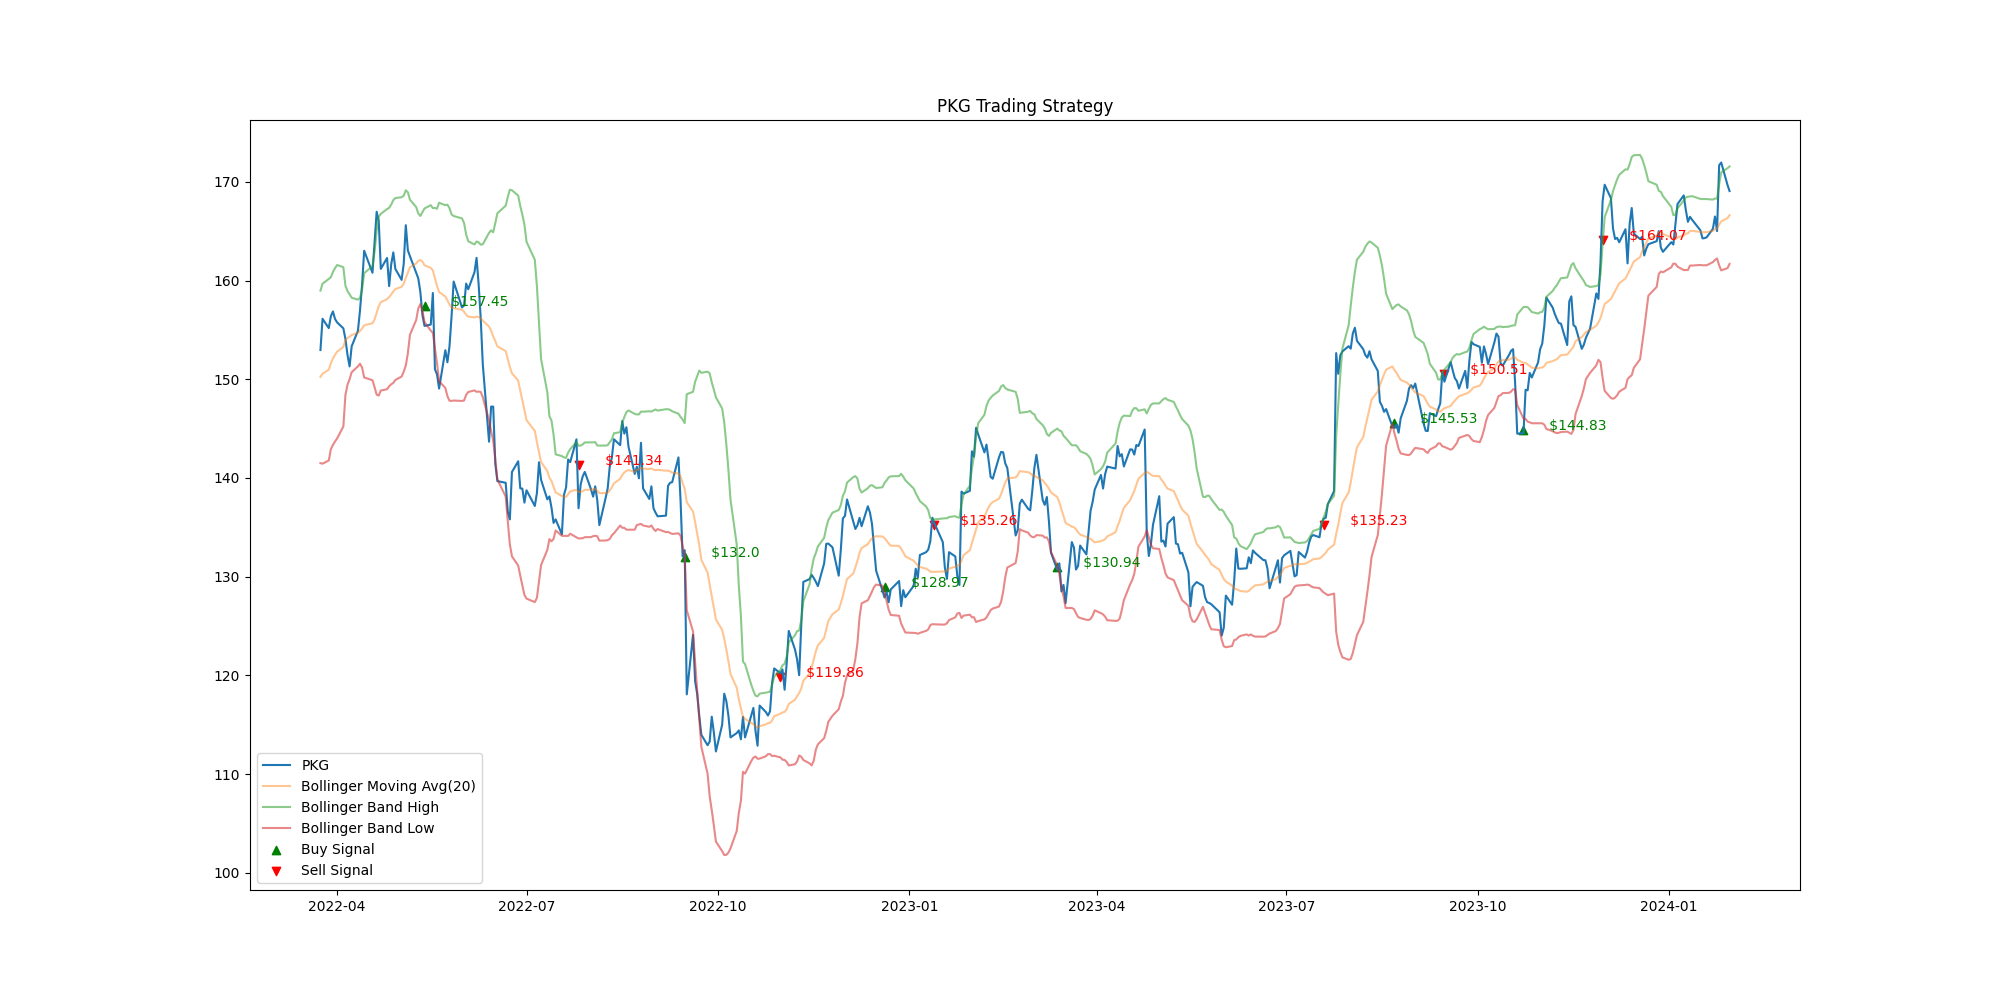 PKG Trading Strategy
170
160
150
140
130
120
110
100
$157.45
$141.34
$132.0
$119.86
$128.97
$135.26
$130.94
$135.23
$145.53
$150.51
$144.83
$164.07
PKG
Bollinger Moving Avg(20)
Bollinger Band High
Bollinger Band Low
Buy Signal
Sell Signal
2022-04 2022-07 2022-10 2023-01 2023-04 2023-07 2023-10 2024-01